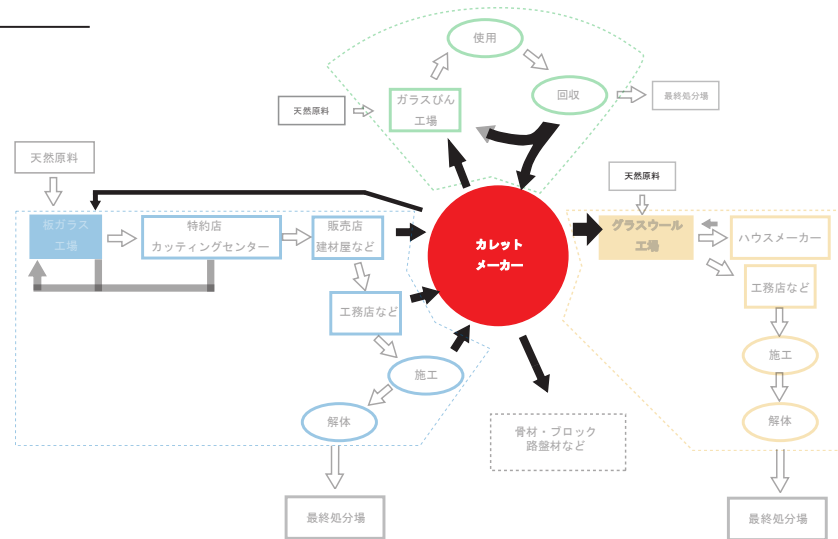 使用
回収
ガラスびん
工場
天然原料
最終処分場
天然原料
天然原料
板ガラス
工場
特約店
カッティングセンター
販売店
建材屋など
カレット
メーカー
グラスウール
工場
ハウスメーカー
工務店など
工務店など
施工
施工
解体
解体
骨材・ブロック
路盤材など
最終処分場
最終処分場